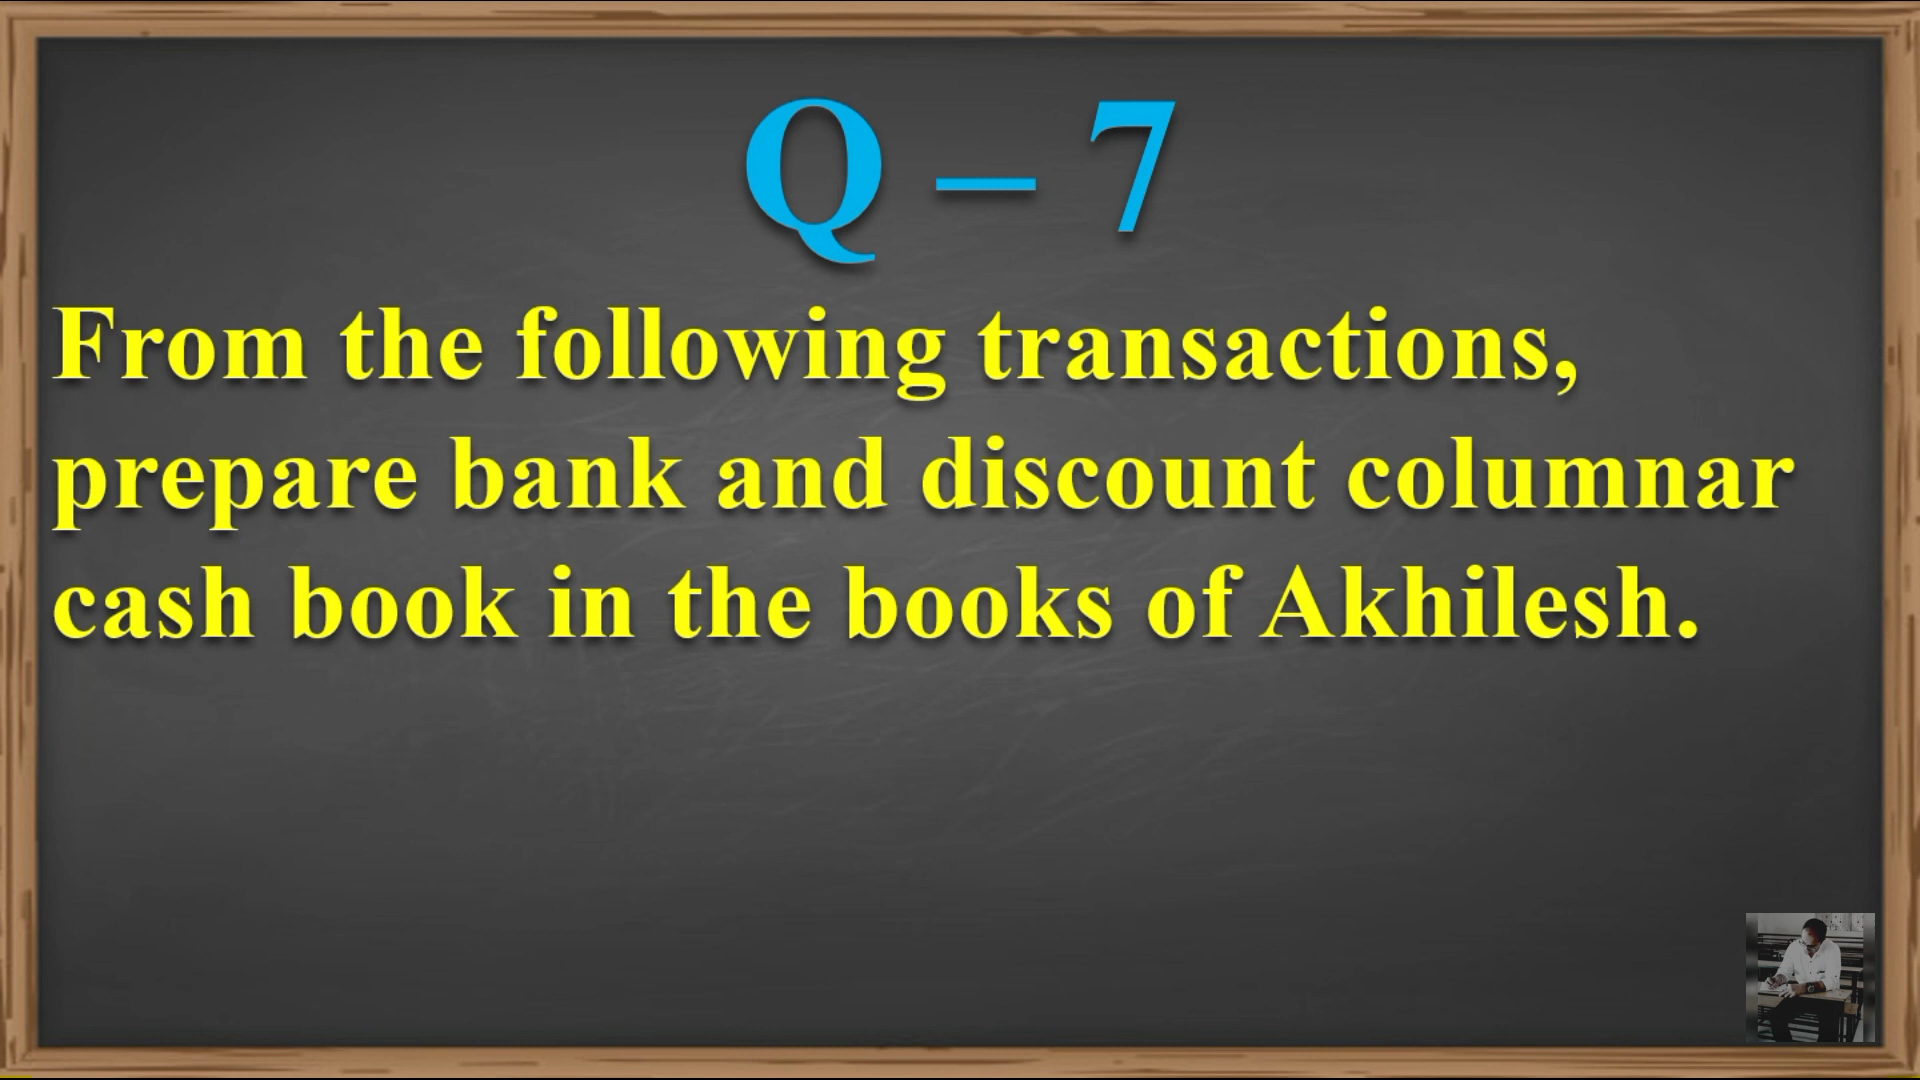 Q – 7
From the following transactions,
prepare bank and discount columnar
cash book in the books of Akhilesh.